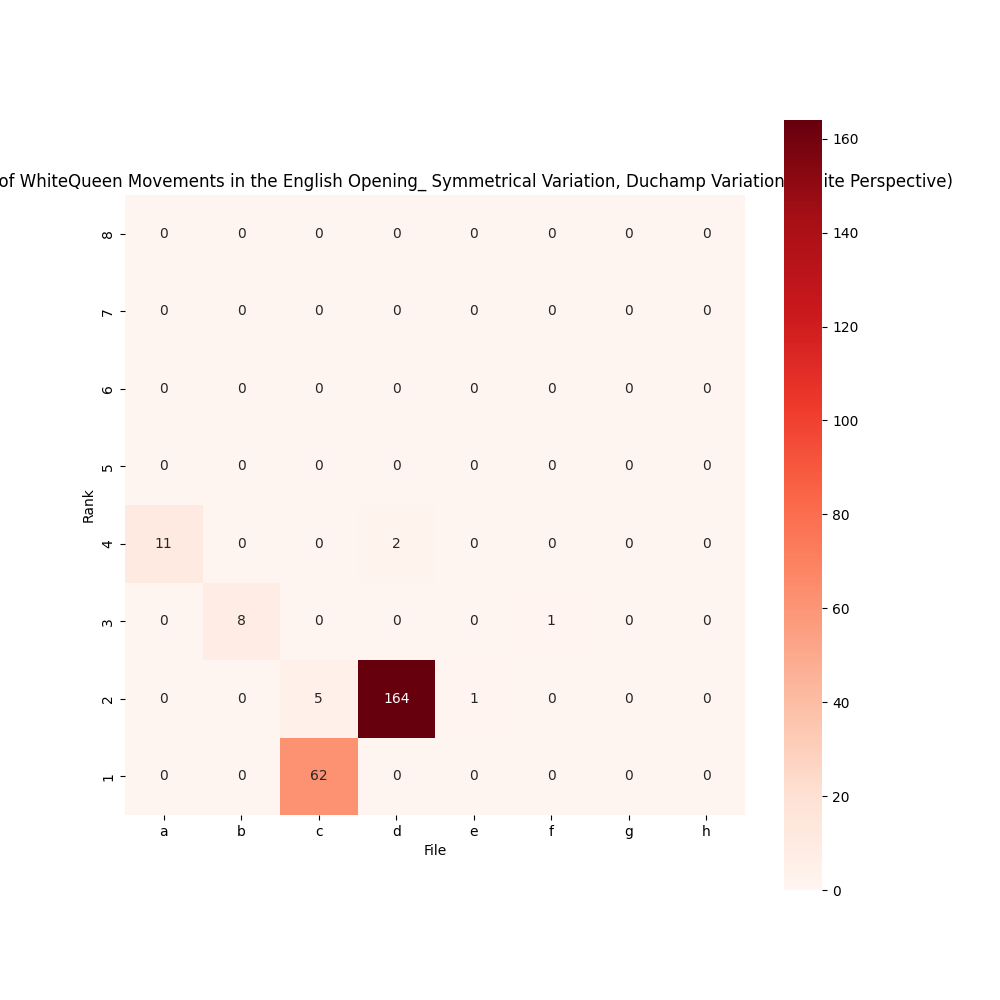 of WhiteQueen Movements in the English Opening_ Symmetrical Variation, Duchamp Variation ite Perspective)
8 0 0 0 0 0 0 0 0
7 0 0 0 0 0 0 0 0
6 0 0 0 0 0 0 0 0
5 0 0 0 0 0 0 0 0
4 11 0 0 2 0 0 0 0
3 0 8 0 0 0 1 0 0
2 0 0 5 164 1 0 0 0
1 0 0 62 0 0 0 0 0
a b c d e f g h
File
Rank
160
140
120
100
80
60
40
20
0